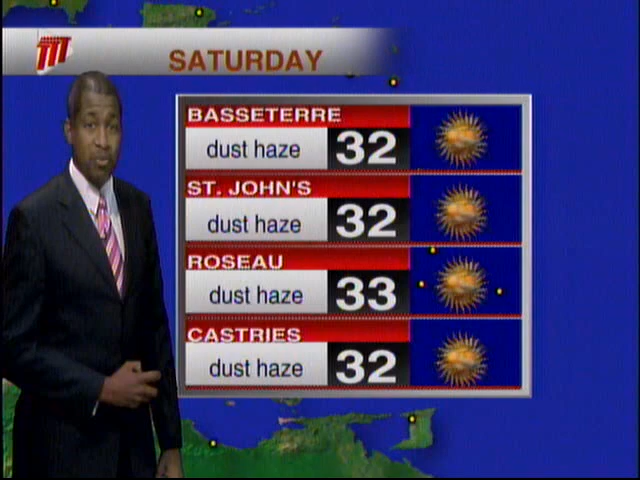 SATURDAY
BASSETERRE
dust haze 32
ST. JOHN'S
dust haze 32
ROSEAU
dust haze 33
CASTRIES
dust haze 32